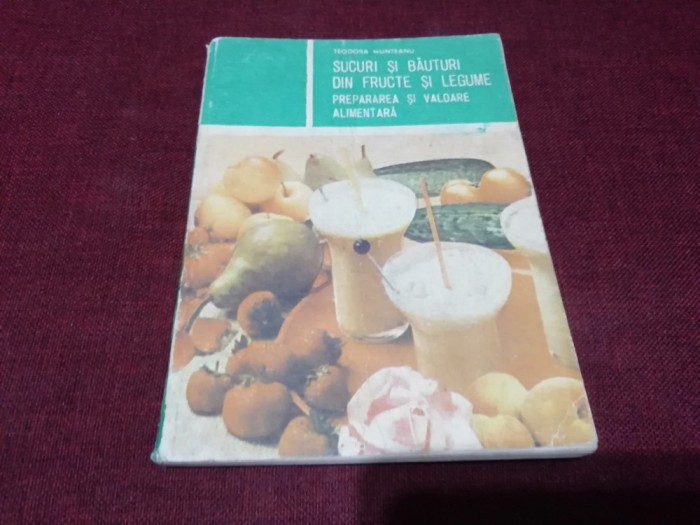 TEODORA MUNTEANU
SUCURI ȘI BĂUTURI
DIN FRUCTE ȘI LEGUME
PREPARAREA ȘI VALOARE
ALIMENTARĂ